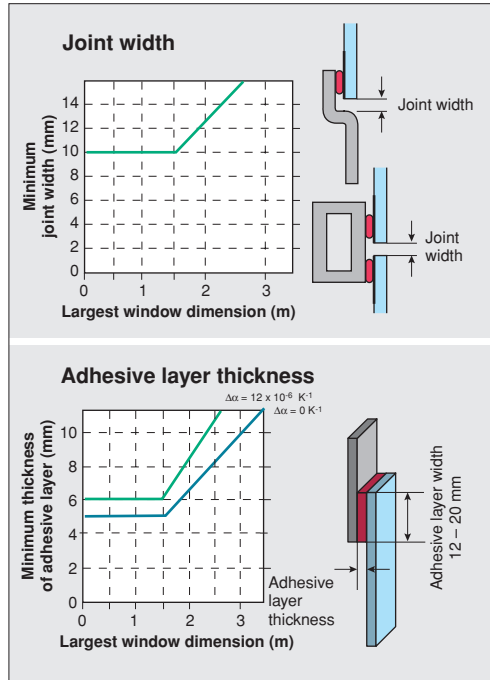 Joint width
Minimum
joint width (mm)
14
12
10
8
6
4
2
0
0
1
2
3
Largest window dimension (m)
Joint width
Joint
width
Adhesive layer thickness
Δα = 12 x 10⁻⁶ K⁻¹
Δα = 0 K⁻¹
Minimum thickness
of adhesive layer (mm)
10
8
6
4
2
0
0
1
2
3
Largest window dimension (m)
Adhesive
layer
thickness
Adhesive layer width
12 – 20 mm